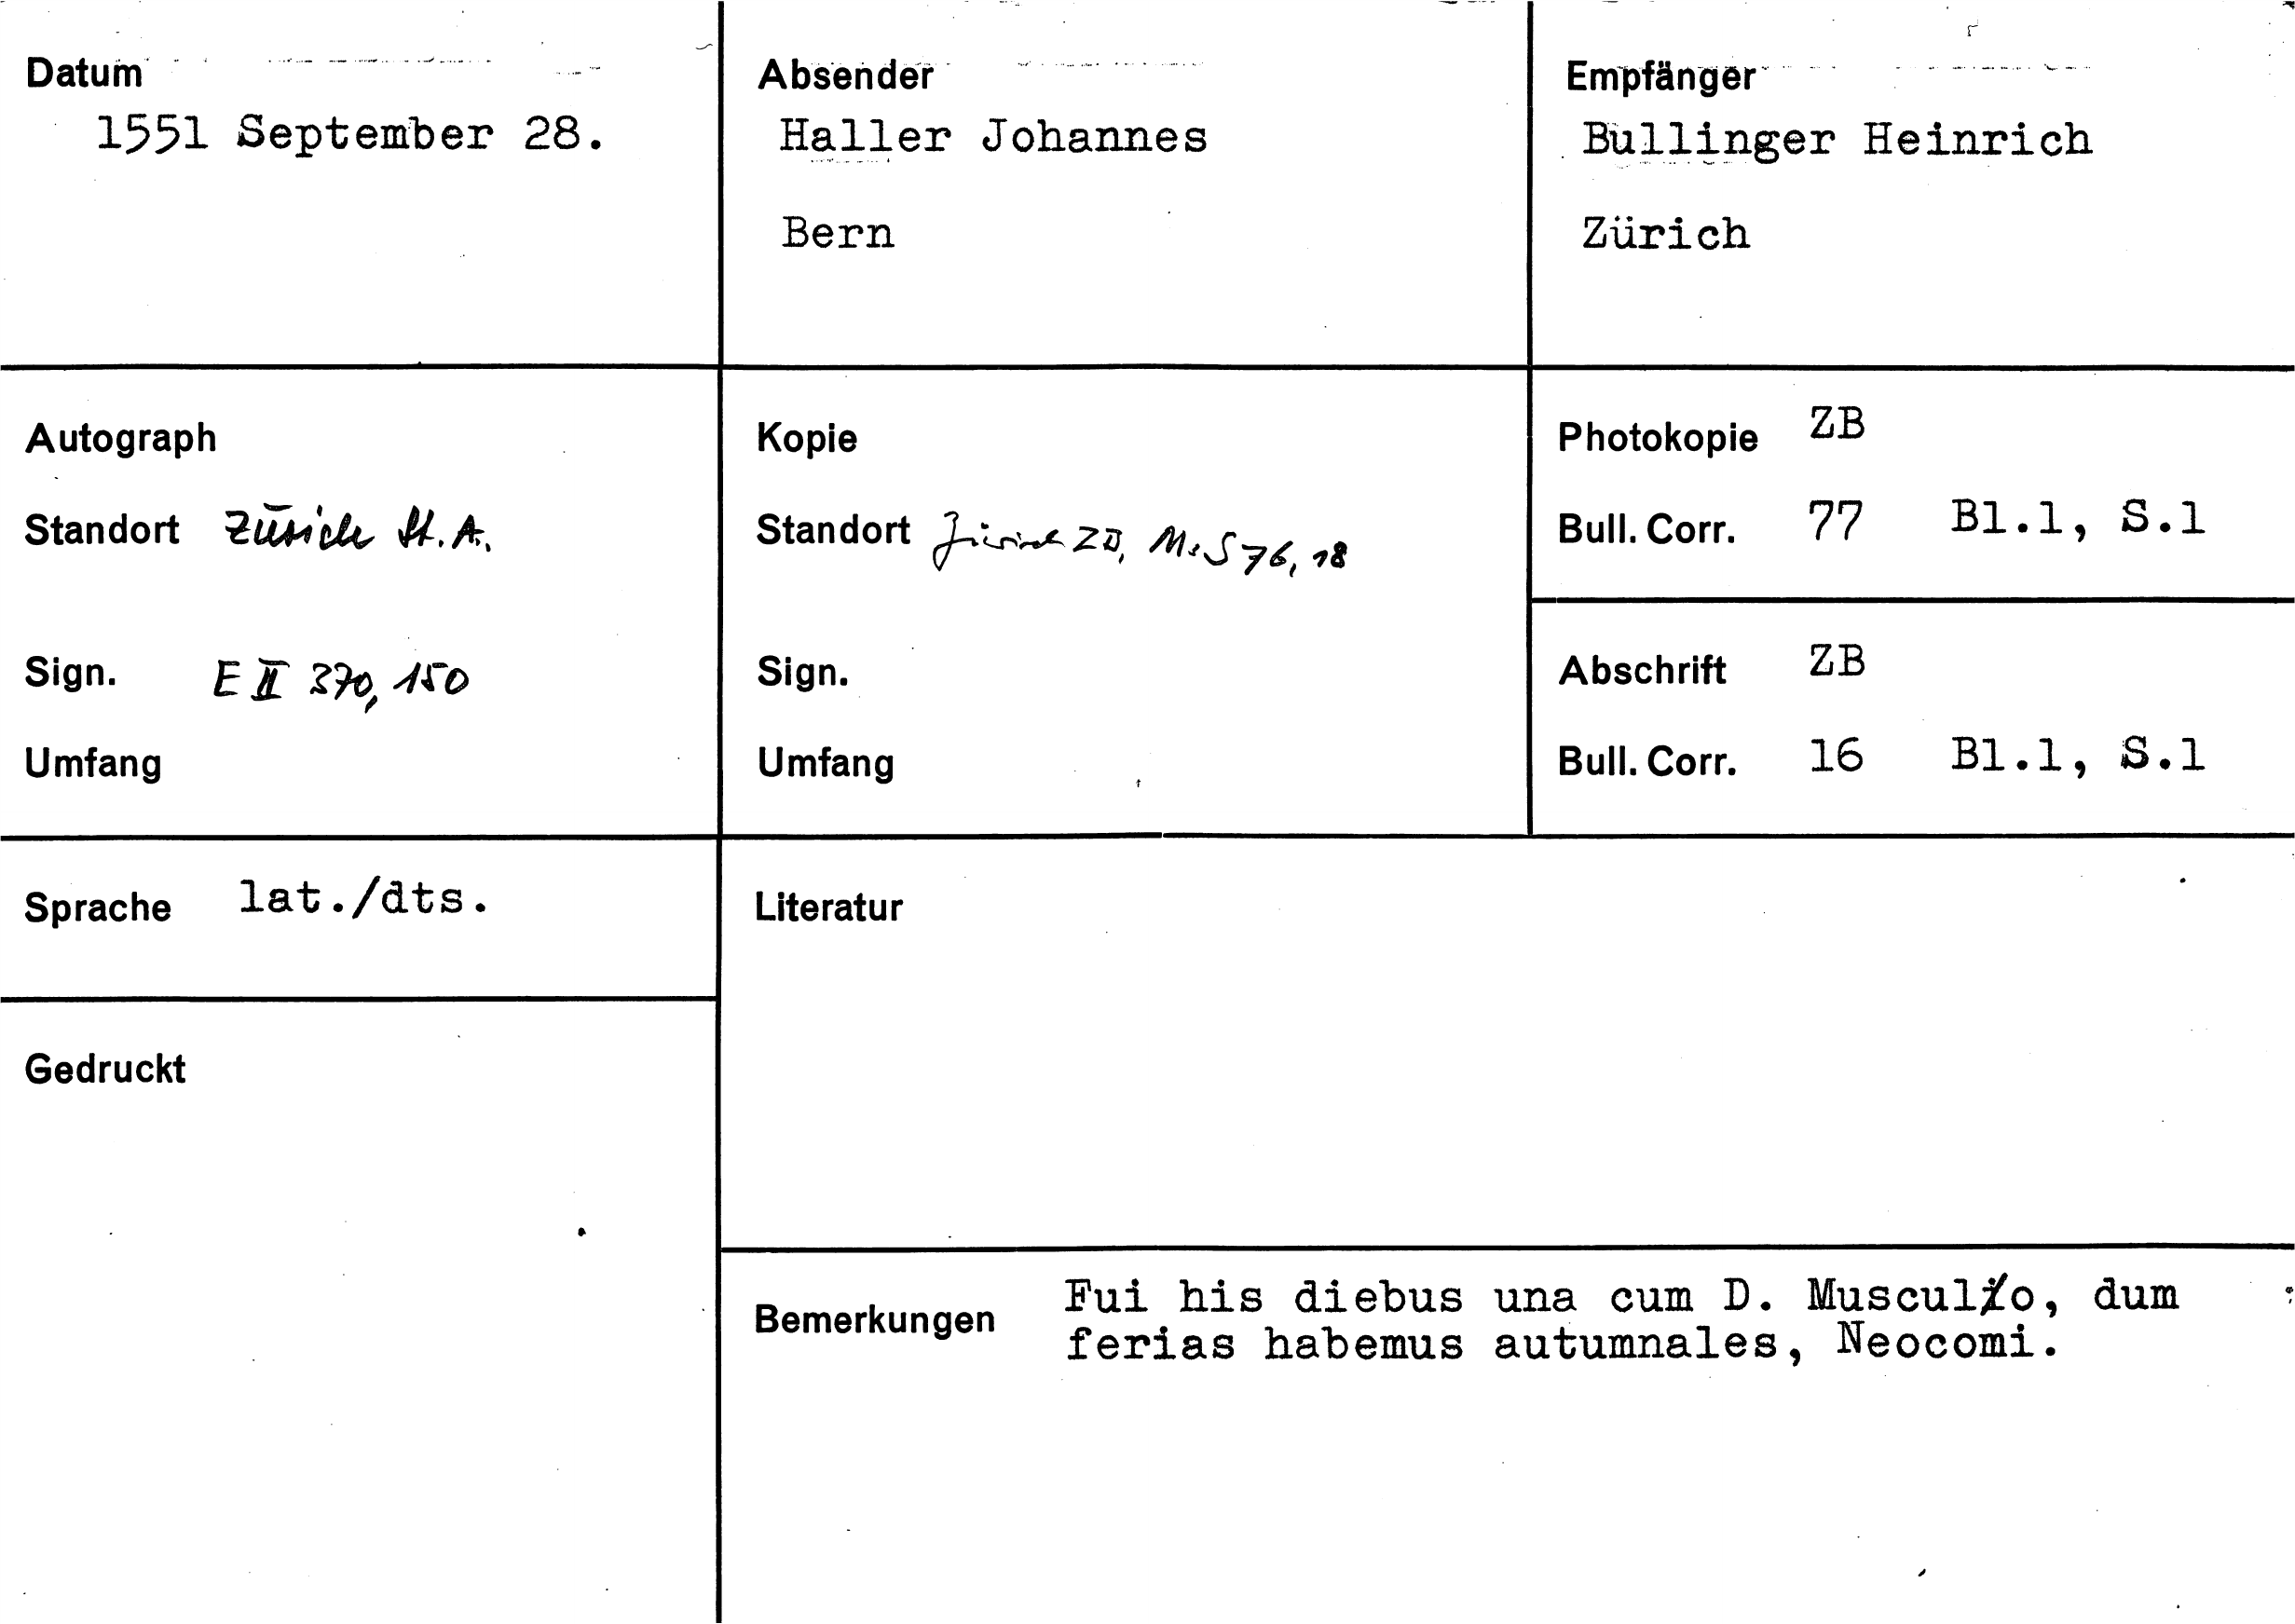 Datum
1551 September 28.
Absender
Haller Johannes
Bern
Empfänger
Bullinger Heinrich
Zürich
Autograph
Standort Zürich St.A.
Sign. E II 370, 150
Umfang
Kopie
Standort Zürich ZB, Ms S 76, 18
Sign.
Umfang
Photokopie ZB
Bull. Corr. 77 Bl.1, S.1
Abschrift ZB
Bull. Corr. 16 Bl.1, S.1
Sprache lat./dts.
Gedruckt
Literatur
Bemerkungen Fui his diebus una cum D. Musculo, dum
ferias habemus autumnales, Neocomi.